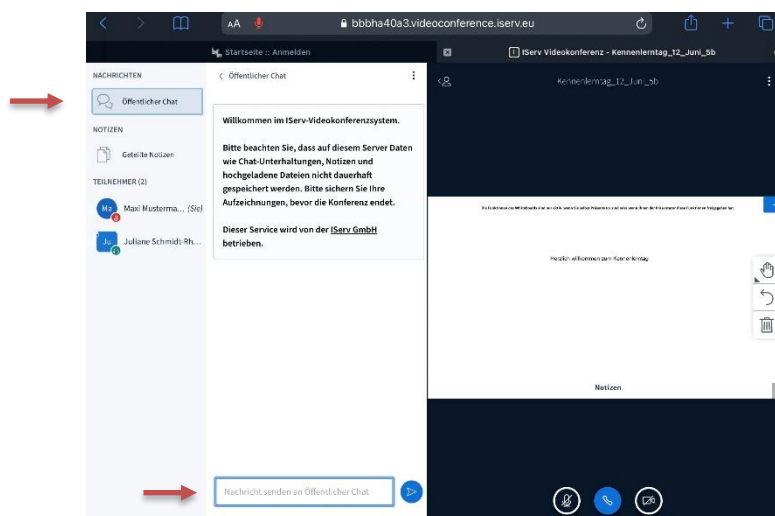 AA
bbbha40a3.videoconference.iserv.eu
Startseite :: Anmelden
IServ Videokonferenz - Kennenlerntag_12_Juni_5b
NACHRICHTEN
Öffentlicher Chat
NOTIZEN
Geteilte Notizen
TEILNEHMER (2)
Ma Maxi Musterma... (Sie)
Ju Juliane Schmidt-Rh...
Öffentlicher Chat
Willkommen im IServ-Videokonferenzsystem.
Bitte beachten Sie, dass auf diesem Server Daten
wie Chat-Unterhaltungen, Notizen und
hochgeladene Dateien nicht dauerhaft
gespeichert werden. Bitte sichern Sie Ihre
Aufzeichnungen, bevor die Konferenz endet.
Dieser Service wird von der IServ GmbH
betrieben.
Nachricht senden an Öffentlicher Chat
Kennenlerntag_12_Juni_5b
Herzlich willkommen zum Kennenlerntag
Notizen